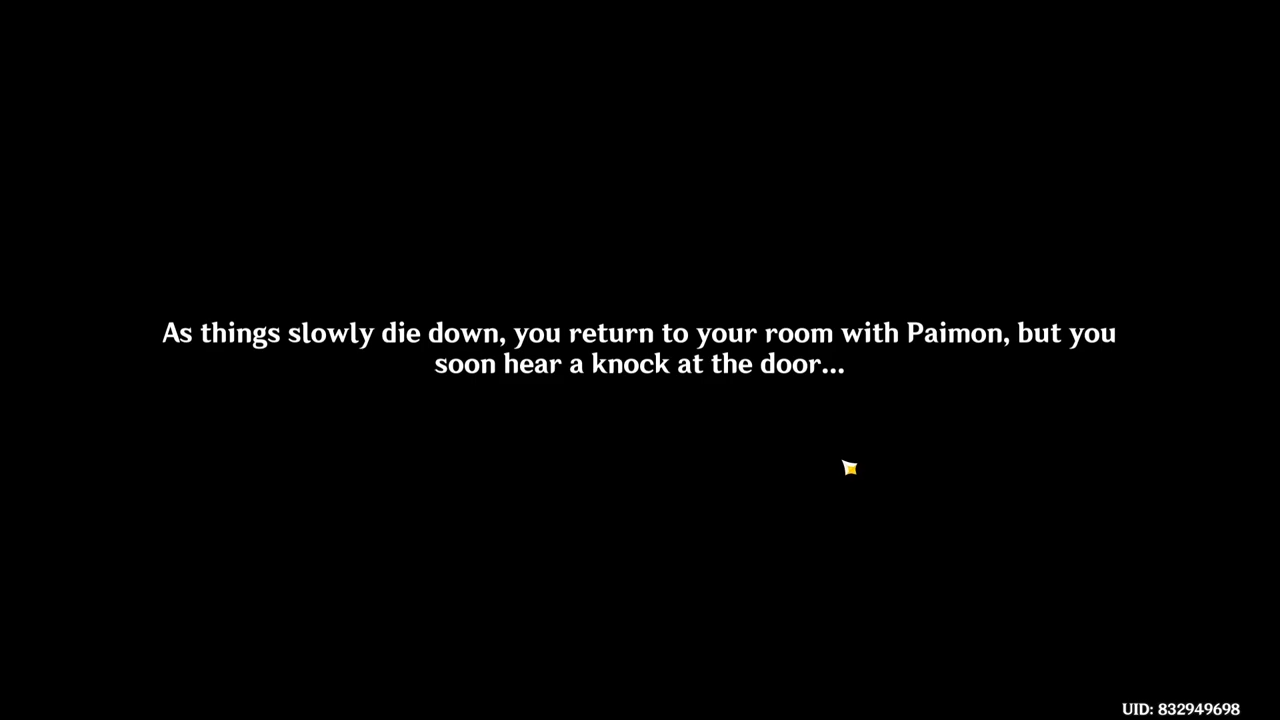 As things slowly die down, you return to your room with Paimon, but you
soon hear a knock at the door...
UID: 832949698